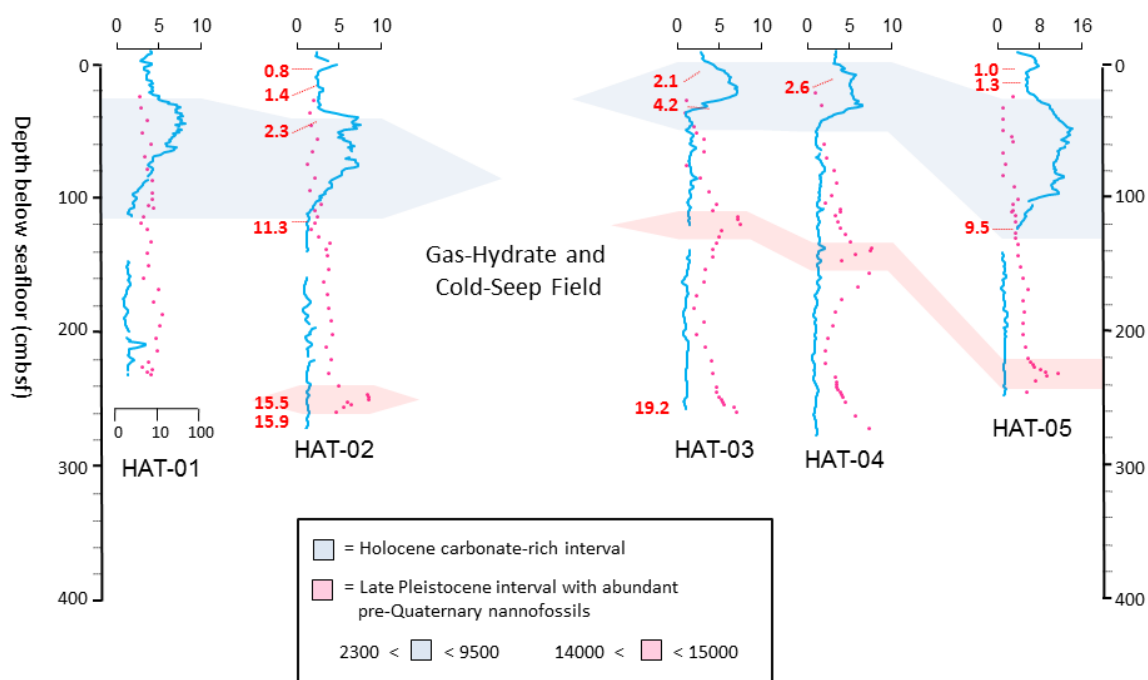 0 5 10 0 5 10 0 5 10 0 5 10 0 8 16
0 0
0.8 2.1 2.6 1.0
1.4 1.3
4.2
2.3
100 100
11.3 9.5
Gas-Hydrate and
Cold-Seep Field
Depth below seafloor (cmbsf)
200 200
15.5
15.9 19.2
0 10 100
HAT-01 HAT-02 HAT-03 HAT-04 HAT-05
300 300
= Holocene carbonate-rich interval
= Late Pleistocene interval with abundant
pre-Quaternary nannofossils
400 400
2300 < < 9500 14000 < < 15000